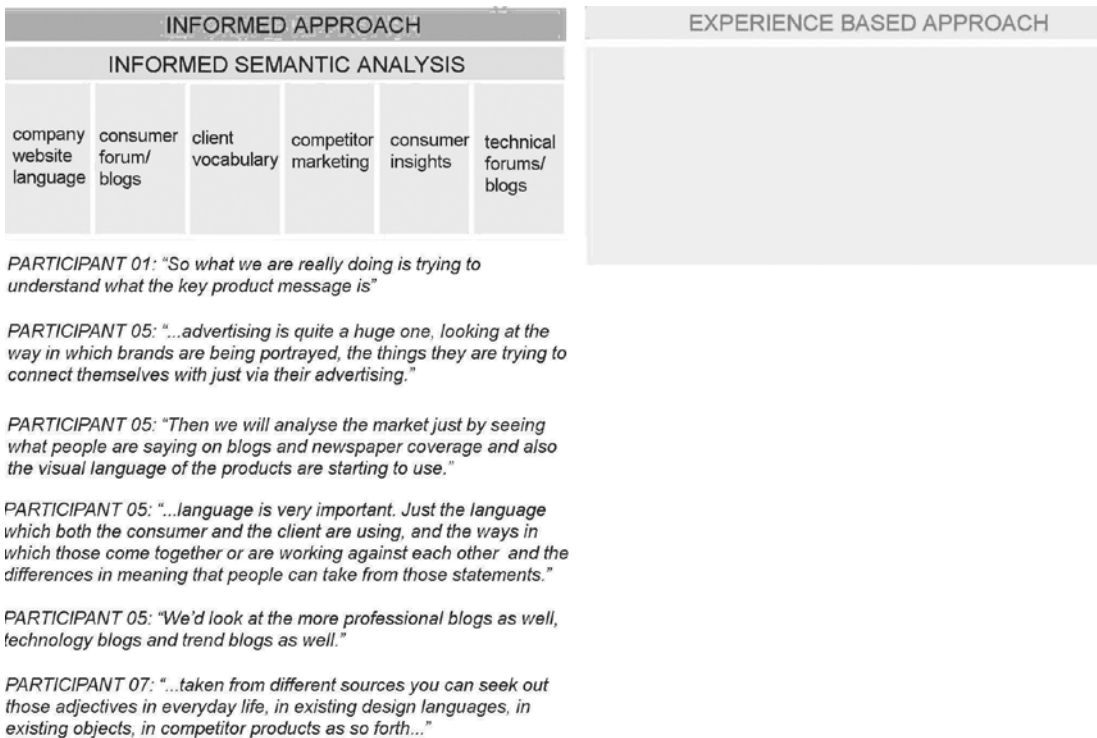 INFORMED APPROACH
EXPERIENCE BASED APPROACH
INFORMED SEMANTIC ANALYSIS
company
website
language
consumer
forum/
blogs
client
vocabulary
competitor
marketing
consumer
insights
technical
forums/
blogs
PARTICIPANT 01: “So what we are really doing is trying to
understand what the key product message is”
PARTICIPANT 05: “...advertising is quite a huge one, looking at the
way in which brands are being portrayed, the things they are trying to
connect themselves with just via their advertising.”
PARTICIPANT 05: “Then we will analyse the market just by seeing
what people are saying on blogs and newspaper coverage and also
the visual language of the products are starting to use.”
PARTICIPANT 05: “...language is very important. Just the language
which both the consumer and the client are using, and the ways in
which those come together or are working against each other and the
differences in meaning that people can take from those statements.”
PARTICIPANT 05: “We’d look at the more professional blogs as well,
technology blogs and trend blogs as well.”
PARTICIPANT 07: “...taken from different sources you can seek out
those adjectives in everyday life, in existing design languages, in
existing objects, in competitor products as so forth...”